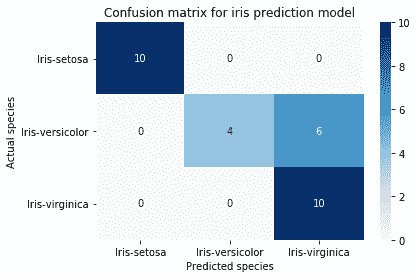 Confusion matrix for iris prediction model
Actual species
Iris-setosa 10 0 0
Iris-versicolor 0 4 6
Iris-virginica 0 0 10
Iris-setosa Iris-versicolor Iris-virginica
Predicted species
10
8
6
4
2
0